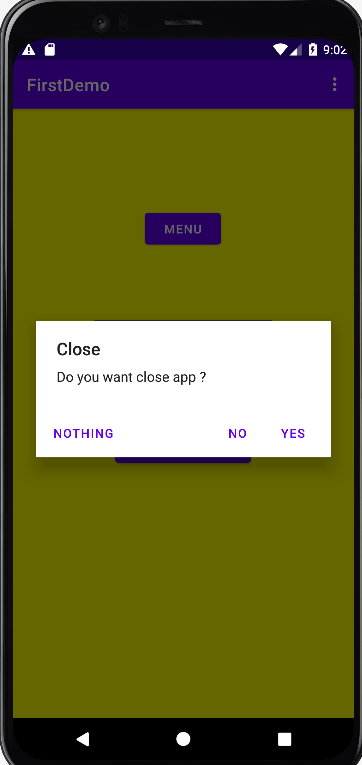 9:02
FirstDemo
MENU
Close
Do you want close app ?
NOTHING NO YES